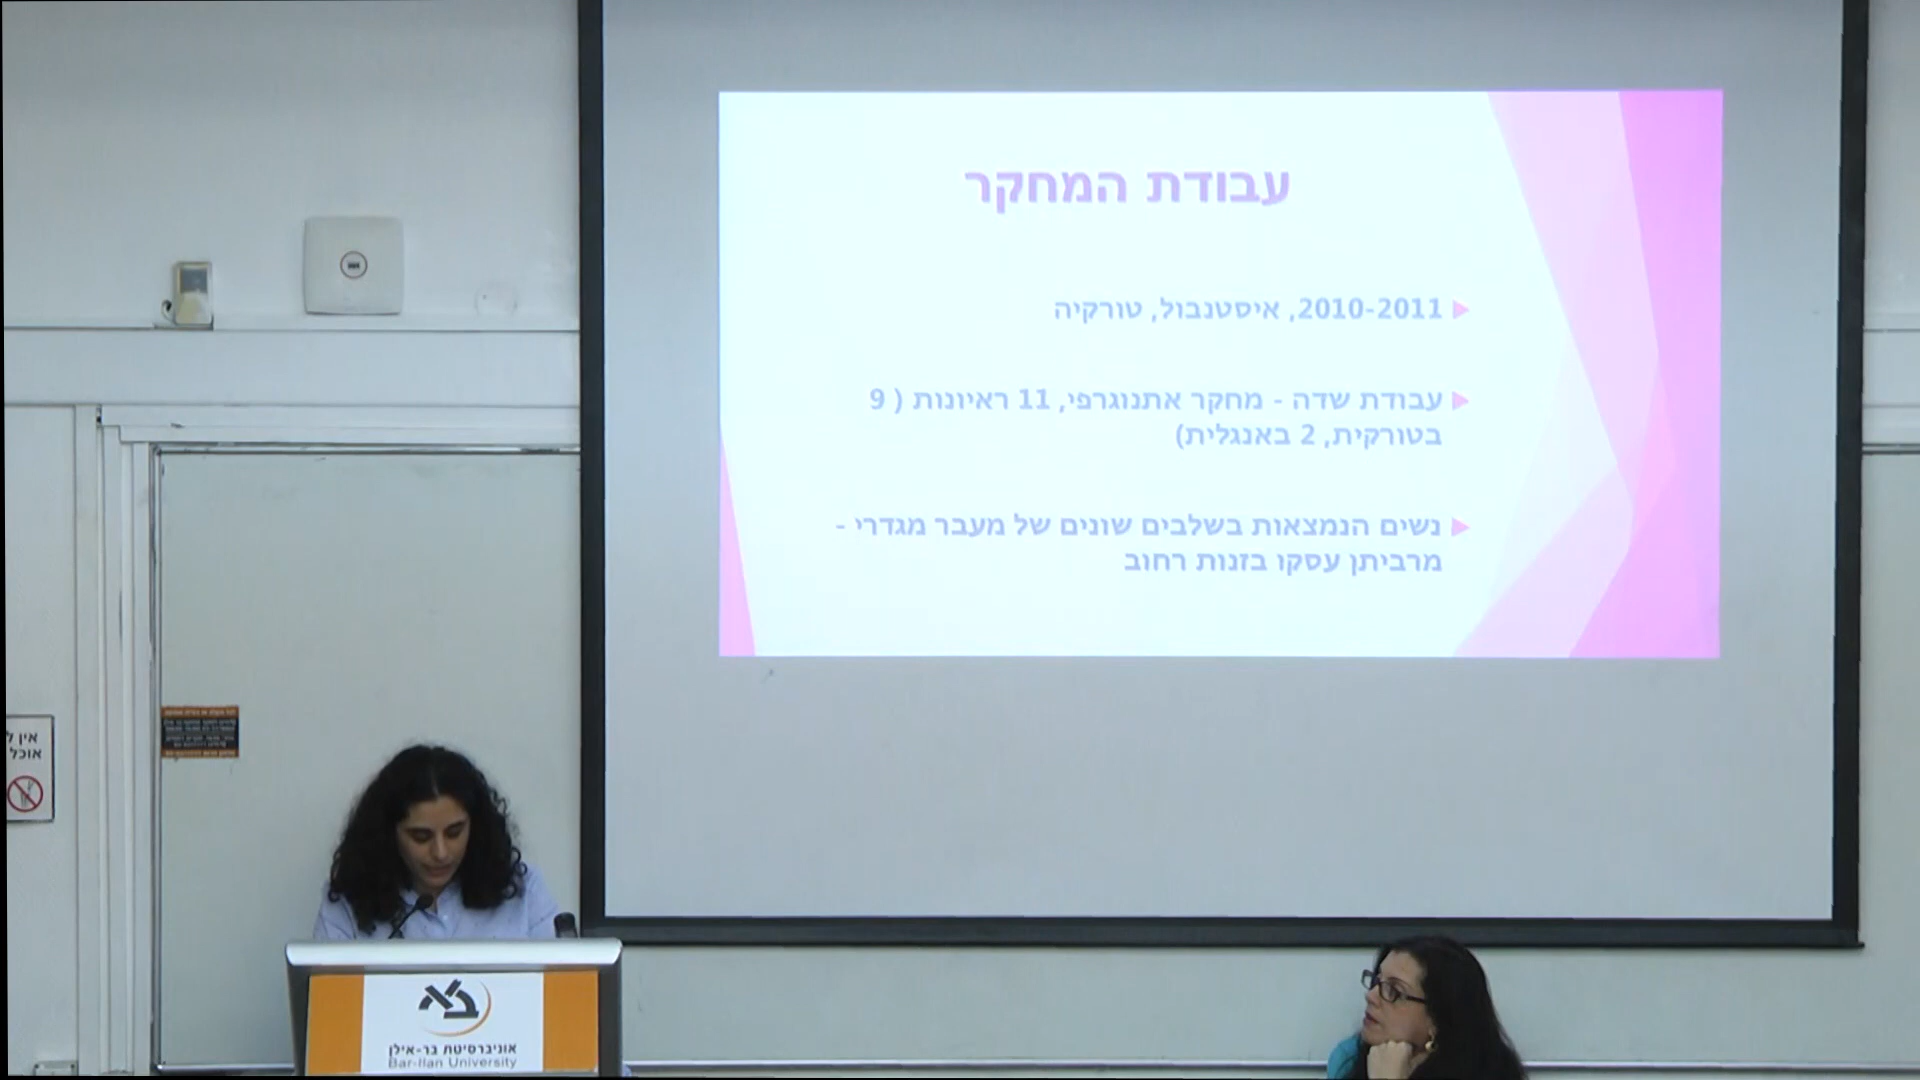 עבודת המחקר
2010-2011, איסטנבול, טורקיה
עבודת שדה - מחקר אתנוגרפי, 11 ראיונות ( 9
בטורקית, 2 באנגלית)
נשים הנמצאות בשלבים שונים של מעבר מגדרי -
מרביתן עסקו בזנות רחוב
אין ל
אוכל
אוניברסיטת בר-אילן
Bar-Ilan University